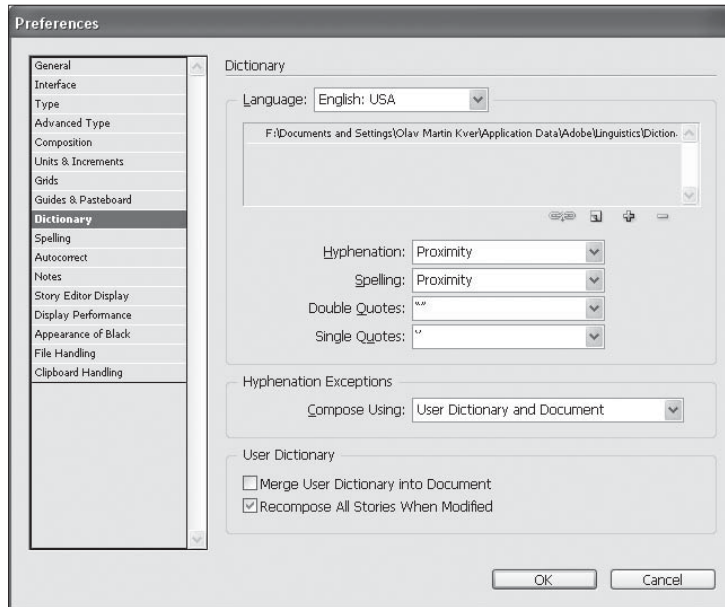 Preferences
General
Interface
Type
Advanced Type
Composition
Units & Increments
Grids
Guides & Pasteboard
Dictionary
Spelling
Autocorrect
Notes
Story Editor Display
Display Performance
Appearance of Black
File Handling
Clipboard Handling
Dictionary
Language: English: USA
F:\Documents and Settings\Olav Martin Kver\Application Data\Adobe\Linguistics\Diction
Hyphenation: Proximity
Spelling: Proximity
Double Quotes: “”
Single Quotes: ‘’
Hyphenation Exceptions
Compose Using: User Dictionary and Document
User Dictionary
Merge User Dictionary into Document
Recompose All Stories When Modified
OK Cancel